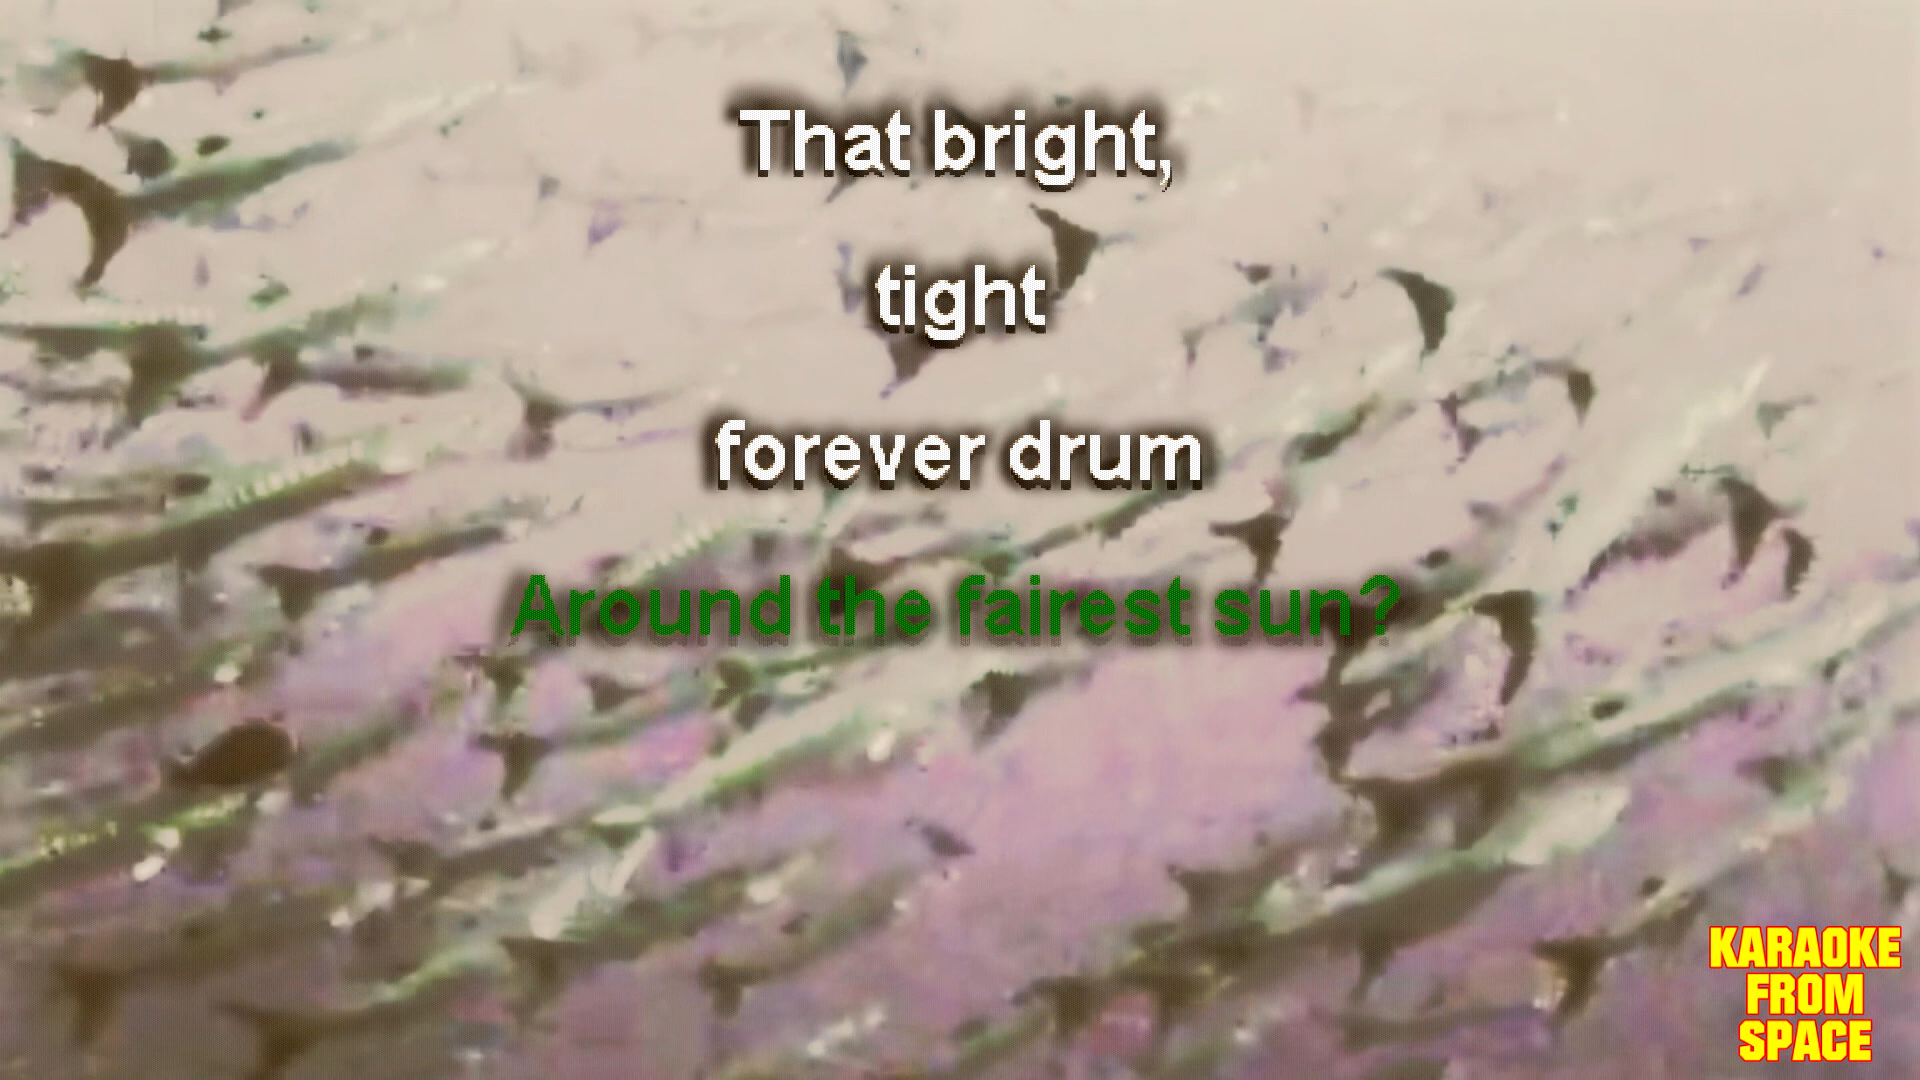 That bright,
tight
forever drum
Around the fairest sun?
KARAOKE
FROM
SPACE